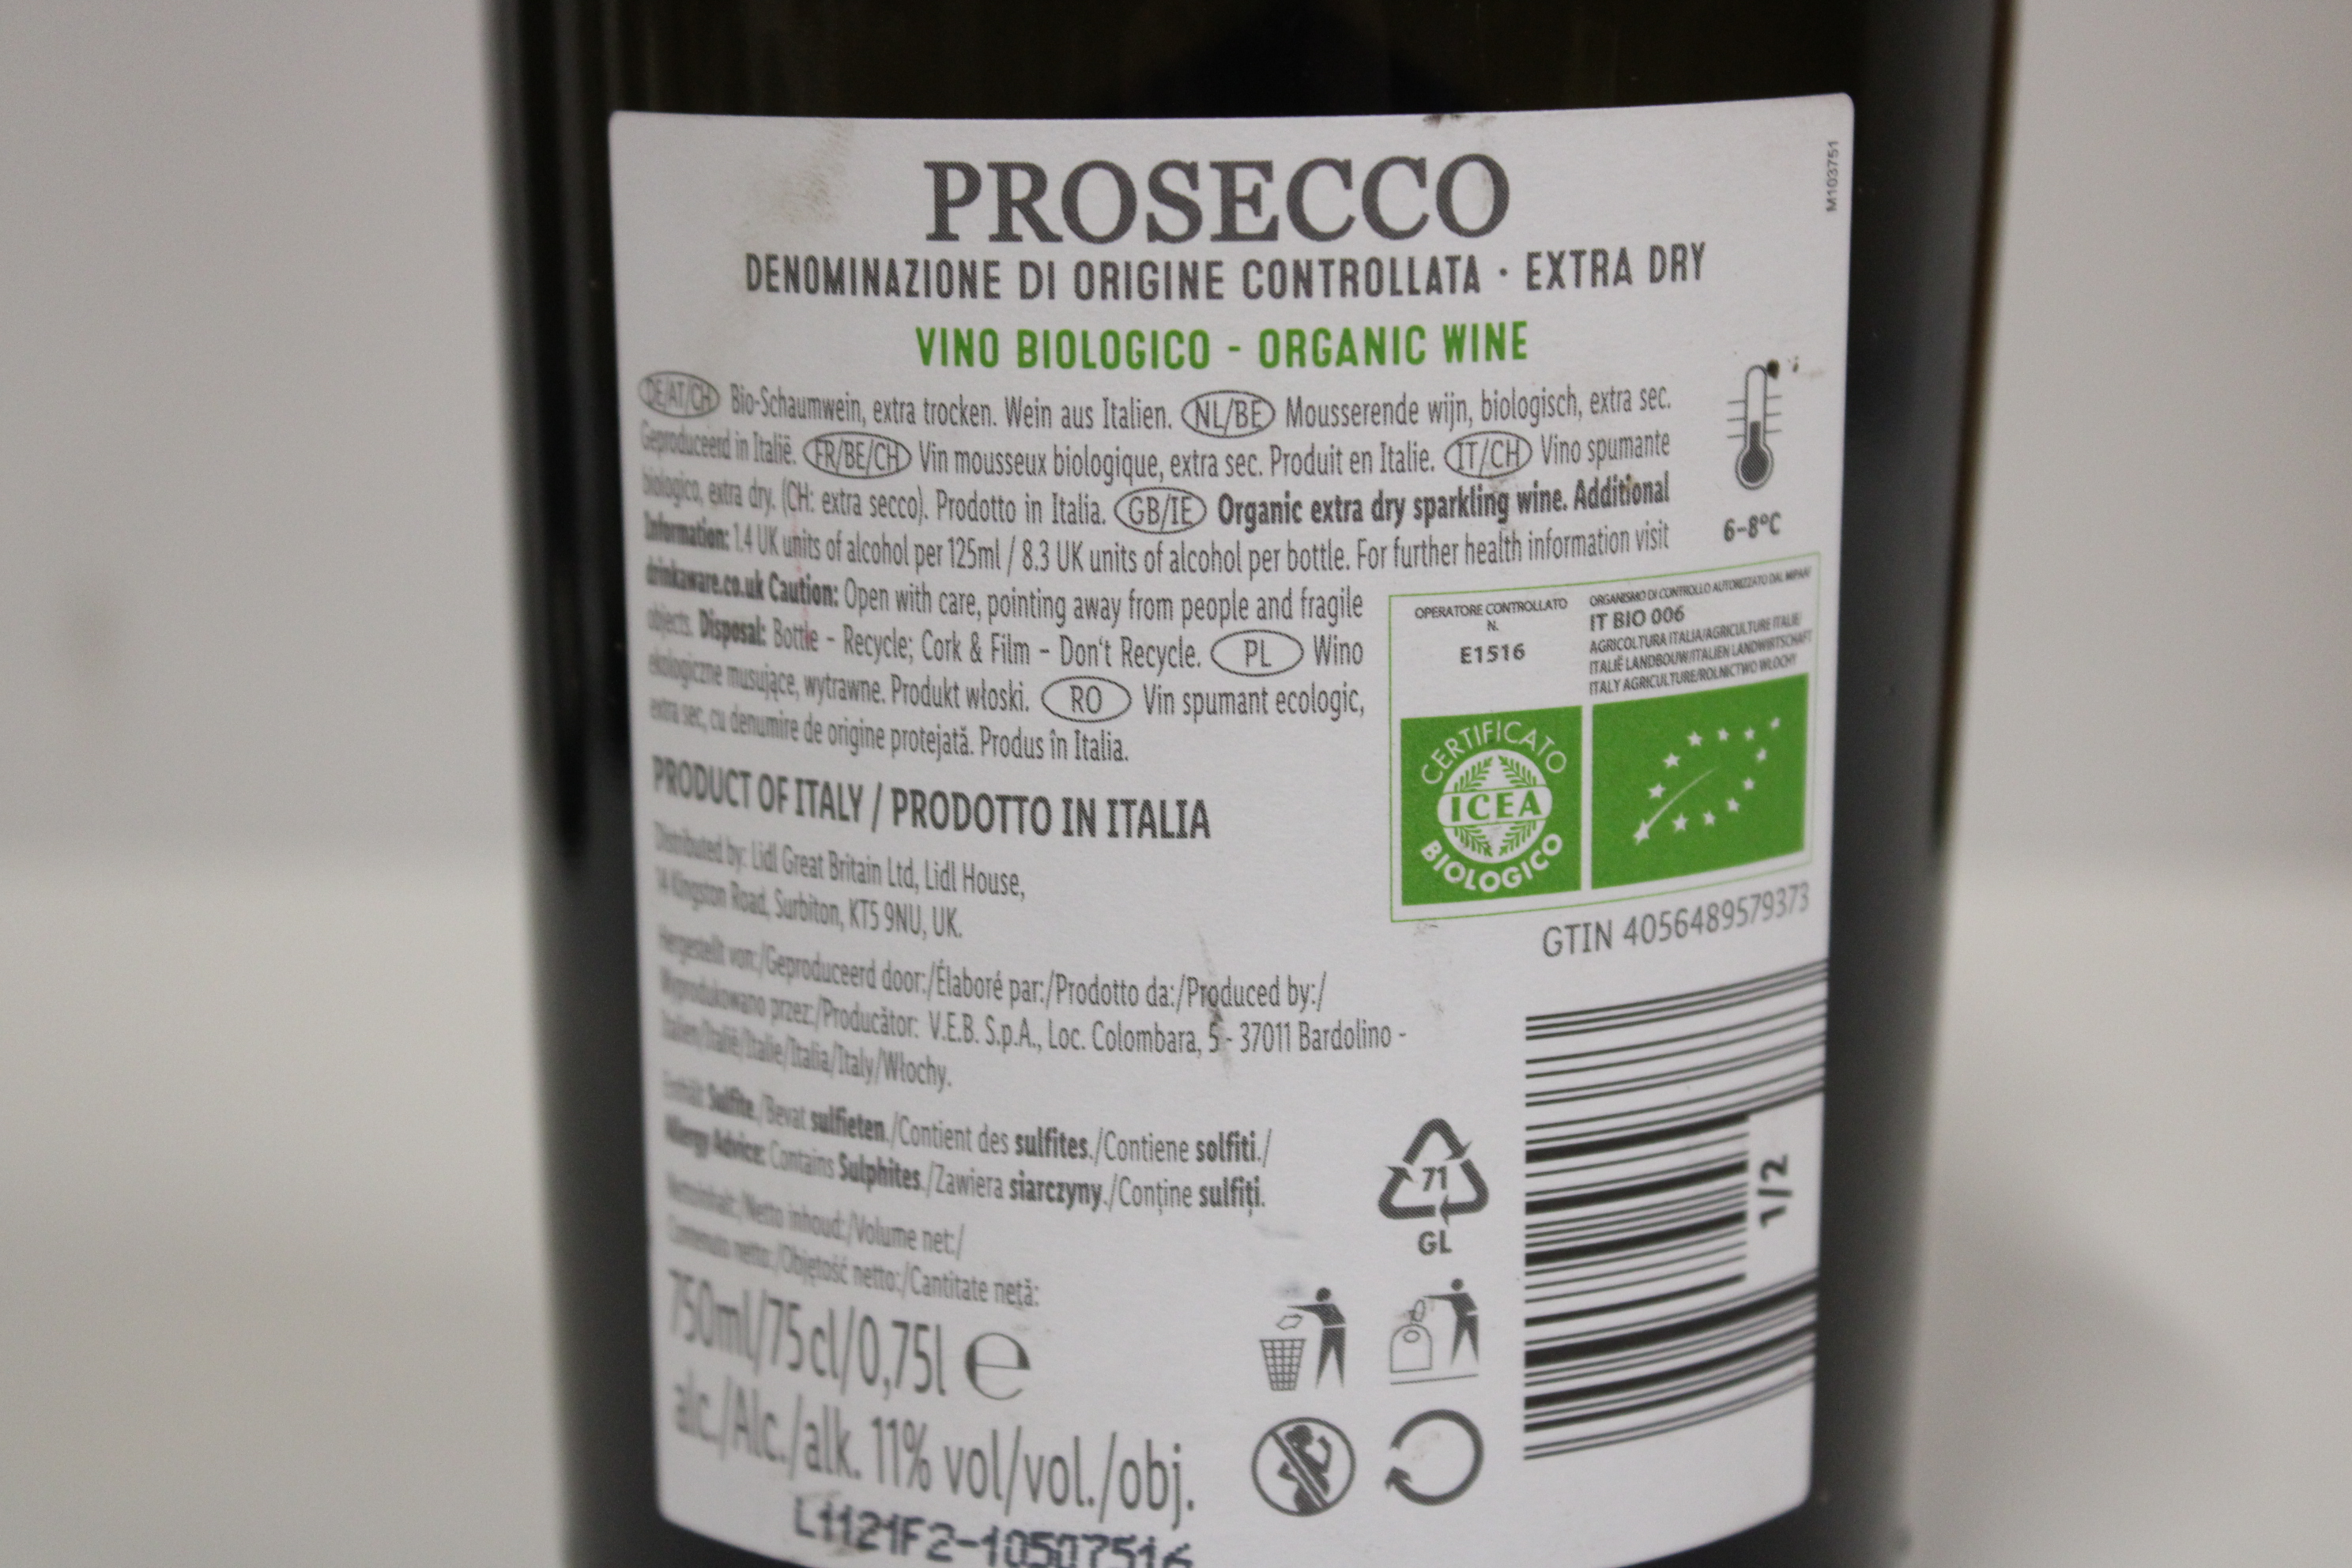 PROSECCO
M103751
DENOMINAZIONE DI ORIGINE CONTROLLATA · EXTRA DRY
VINO BIOLOGICO - ORGANIC WINE
DE/AT/CH Bio-Schaumwein, extra trocken. Wein aus Italien. NL/BE Mousserende wijn, biologisch, extra sec.
Geproduceerd in Italië. FR/BE/CH Vin mousseux biologique, extra sec. Produit en Italie. IT/CH Vino spumante
biologico, extra dry. (CH: extra secco). Prodotto in Italia. GB/IE Organic extra dry sparkling wine. Additional
Information: 1.4 UK units of alcohol per 125ml / 8.3 UK units of alcohol per bottle. For further health information visit
drinkaware.co.uk Caution: Open with care, pointing away from people and fragile
objects. Disposal: Bottle - Recycle; Cork & Film - Don't Recycle. PL Wino
ekologiczne musujące, wytrawne. Produkt włoski. RO Vin spumant ecologic,
extra sec, cu denumire de origine protejată. Produs în Italia.
6-8°C
OPERATORE CONTROLLATO
N.
E1516
ORGANISMO DI CONTROLLO AUTORIZZATO DAL MIPAAF
IT BIO 006
AGRICOLTURA ITALIA/AGRICULTURE ITALIE/
ITALIË LANDBOUW/ITALIEN LANDWIRTSCHAFT
ITALY AGRICULTURE/ROLNICTWO WŁOCHY
CERTIFICATO
ICEA
BIOLOGICO
GTIN 4056489579373
PRODUCT OF ITALY / PRODOTTO IN ITALIA
Distributed by: Lidl Great Britain Ltd, Lidl House,
14 Kingston Road, Surbiton, KT5 9NU, UK.
Hergestellt von:/Geproduceerd door:/Élaboré par:/Prodotto da:/Produced by:/
Wyprodukowano przez:/Producător: V.E.B. S.p.A., Loc. Colombara, 5 - 37011 Bardolino -
Italien/Italië/Italie/Italia/Italy/Włochy.
Enthält Sulfite./Bevat sulfieten./Contient des sulfites./Contiene solfiti./
Allergy Advice: Contains Sulphites./Zawiera siarczyny./Conține sulfiți.
Nettoinhalt:/Netto inhoud:/Volume net:/
Contenuto netto:/Objętość netto:/Cantitate netă:
750ml/75cl/0,75l e
alc./Alc./alk. 11% vol/vol./obj.
71
GL
1/2
L1121F2-10507516